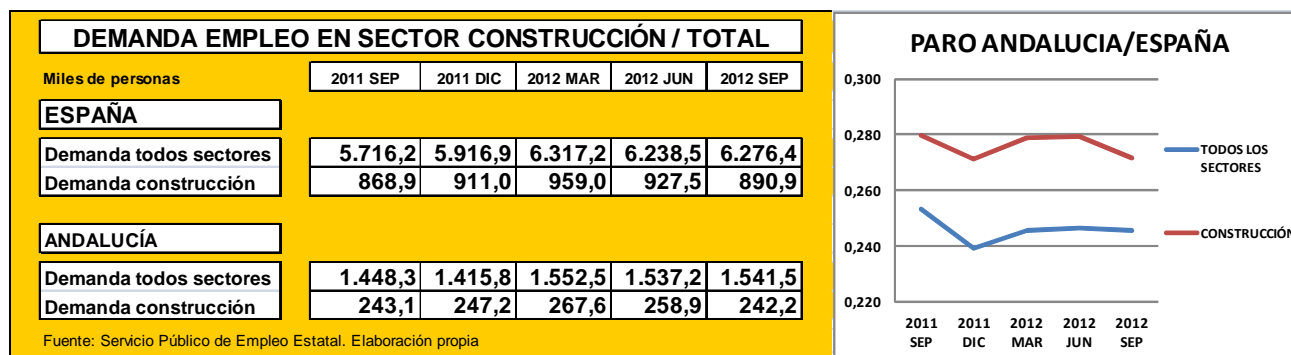 DEMANDA EMPLEO EN SECTOR CONSTRUCCIÓN / TOTAL
Miles de personas 2011 SEP 2011 DIC 2012 MAR 2012 JUN 2012 SEP
ESPAÑA
Demanda todos sectores 5.716,2 5.916,9 6.317,2 6.238,5 6.276,4
Demanda construcción 868,9 911,0 959,0 927,5 890,9
ANDALUCÍA
Demanda todos sectores 1.448,3 1.415,8 1.552,5 1.537,2 1.541,5
Demanda construcción 243,1 247,2 267,6 258,9 242,2
Fuente: Servicio Público de Empleo Estatal. Elaboración propia
PARO ANDALUCIA/ESPAÑA
0,300
0,280
0,260
0,240
0,220
2011 2011 2012 2012 2012
SEP DIC MAR JUN SEP
TODOS LOS
SECTORES
CONSTRUCCIÓN